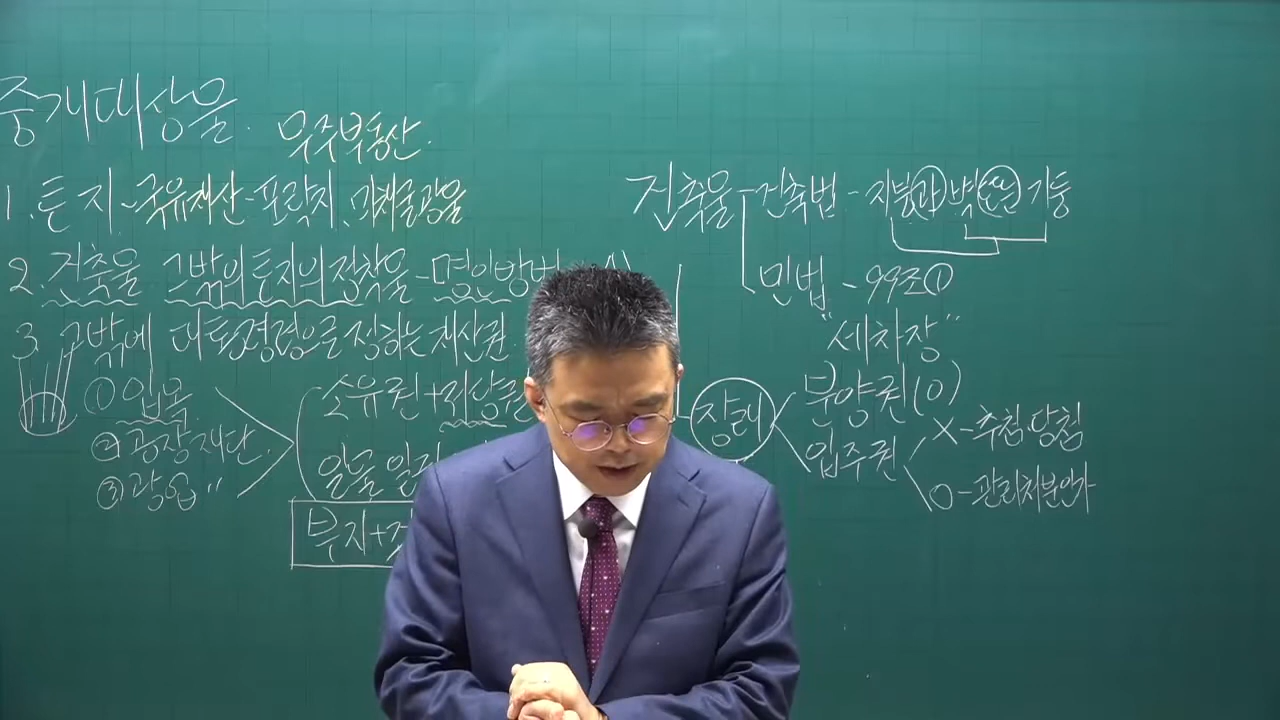 중개대상물.
무주부동산.
1. 토지-국유재산-포락지, 미채굴광물
2. 건축물 그밖의토지의정착물-명인방법
3. 그밖에 대통령령으로정하는재산권
① 입목.
② 공장재단.
③ 광업 〃
소유권+저당권
부지+
장래
건축물-건축법-지붕과 벽또는 기둥
민법-99조①
"세차장"
분양권(O)
입주권
X-추첨, 당첨
O-관리처분인가